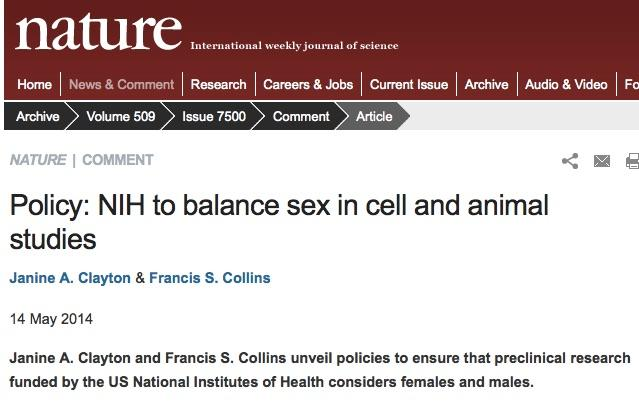 nature International weekly journal of science
Home News & Comment Research Careers & Jobs Current Issue Archive Audio & Video Fo
Archive Volume 509 Issue 7500 Comment Article
NATURE | COMMENT
Policy: NIH to balance sex in cell and animal
studies
Janine A. Clayton & Francis S. Collins
14 May 2014
Janine A. Clayton and Francis S. Collins unveil policies to ensure that preclinical research
funded by the US National Institutes of Health considers females and males.